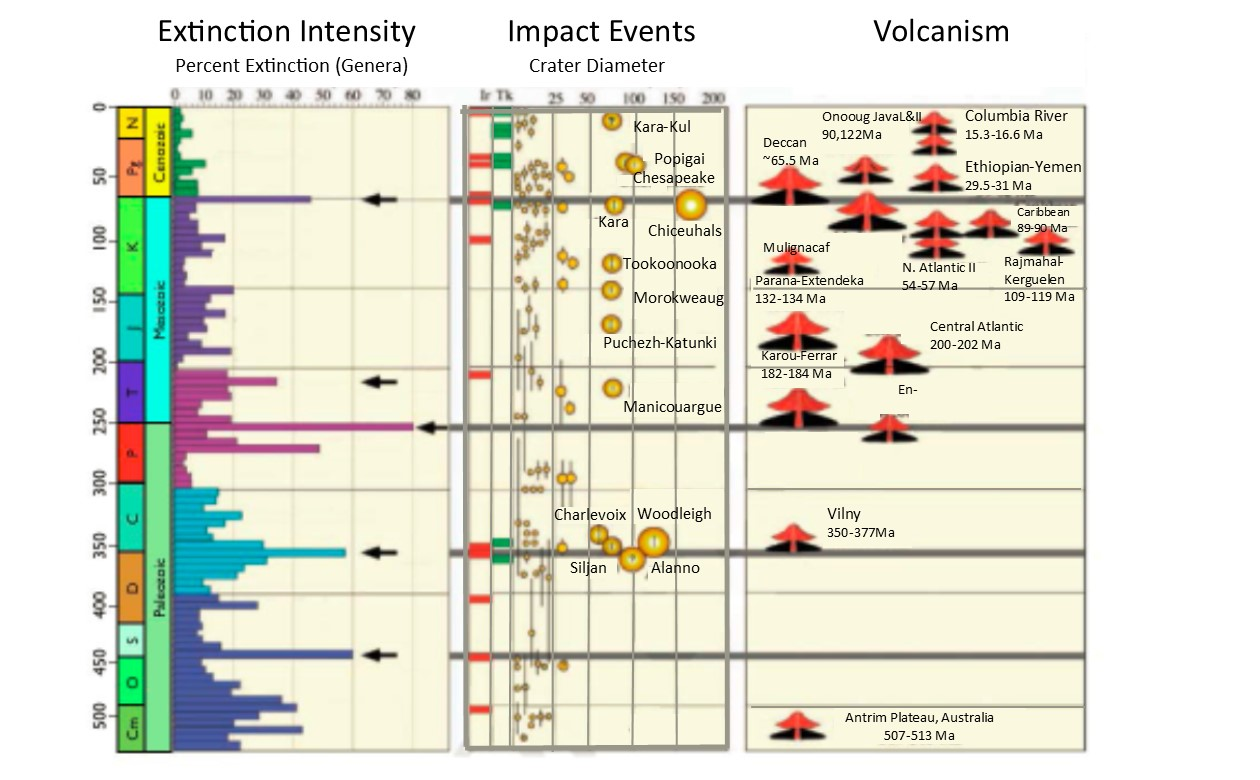 Extinction Intensity
Percent Extinction (Genera)
Impact Events
Crater Diameter
Volcanism
0 10 20 30 40 50 60 70 80
Ir Tk 25 50 100 150 200
0
50
100
150
200
250
300
350
400
450
500
N
Pg
K
J
T
P
C
D
S
O
Cm
Cenozoic
Mesozoic
Paleozoic
Kara-Kul
Popigai
Chesapeake
Kara
Chiceuhals
Tookoonooka
Morokweaug
Puchezh-Katunki
Manicouargue
Charlevoix
Woodleigh
Siljan
Alanno
Onooug JavaL&II
90,122Ma
Columbia River
15.3-16.6 Ma
Deccan
~65.5 Ma
Ethiopian-Yemen
29.5-31 Ma
Caribbean
89-90 Ma
Mulignacaf
N. Atlantic II
54-57 Ma
Rajmahal-
Kerguelen
109-119 Ma
Parana-Extendeka
132-134 Ma
Central Atlantic
200-202 Ma
Karou-Ferrar
182-184 Ma
En-
Vilny
350-377Ma
Antrim Plateau, Australia
507-513 Ma